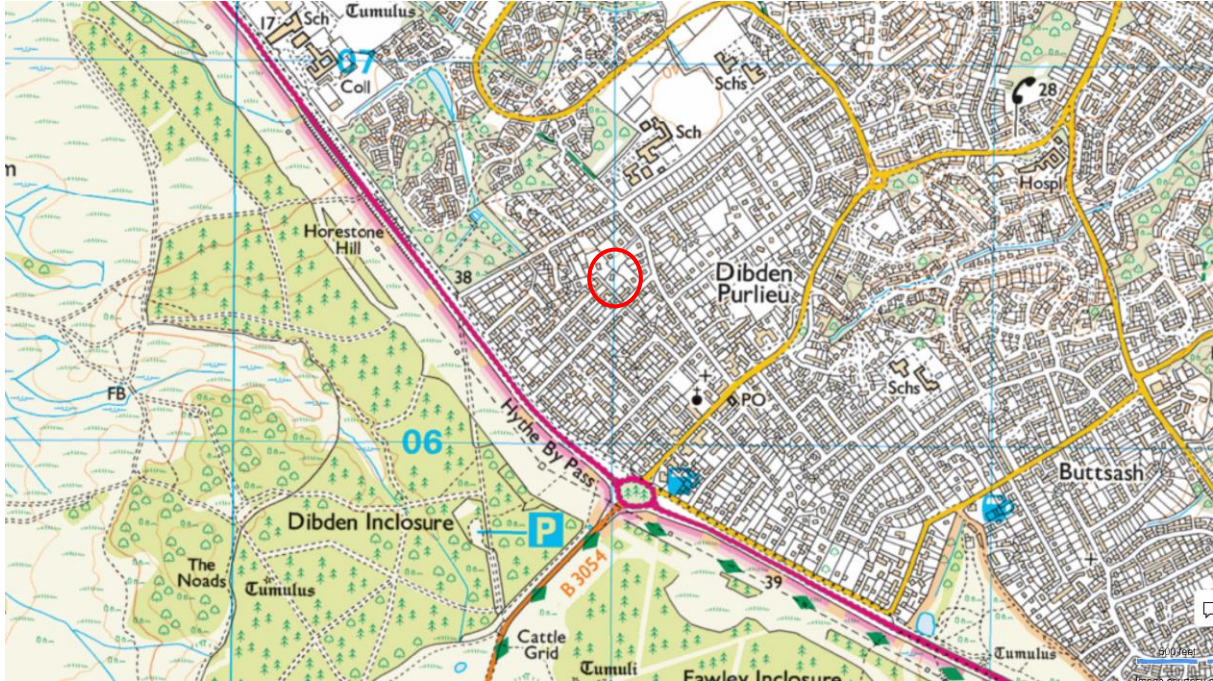 Tumulus
17
Sch
07
Coll
Schs
28
Sch
Hospl
Horestone
Hill
38
Dibden
Purlieu
FB
Schs
PO
Hythe By Pass
06
Buttsash
Dibden Inclosure
P
The
Noads
Tumulus
B 3054
39
Cattle
Grid
Tumulus
Tumuli
Fawley Inclosure